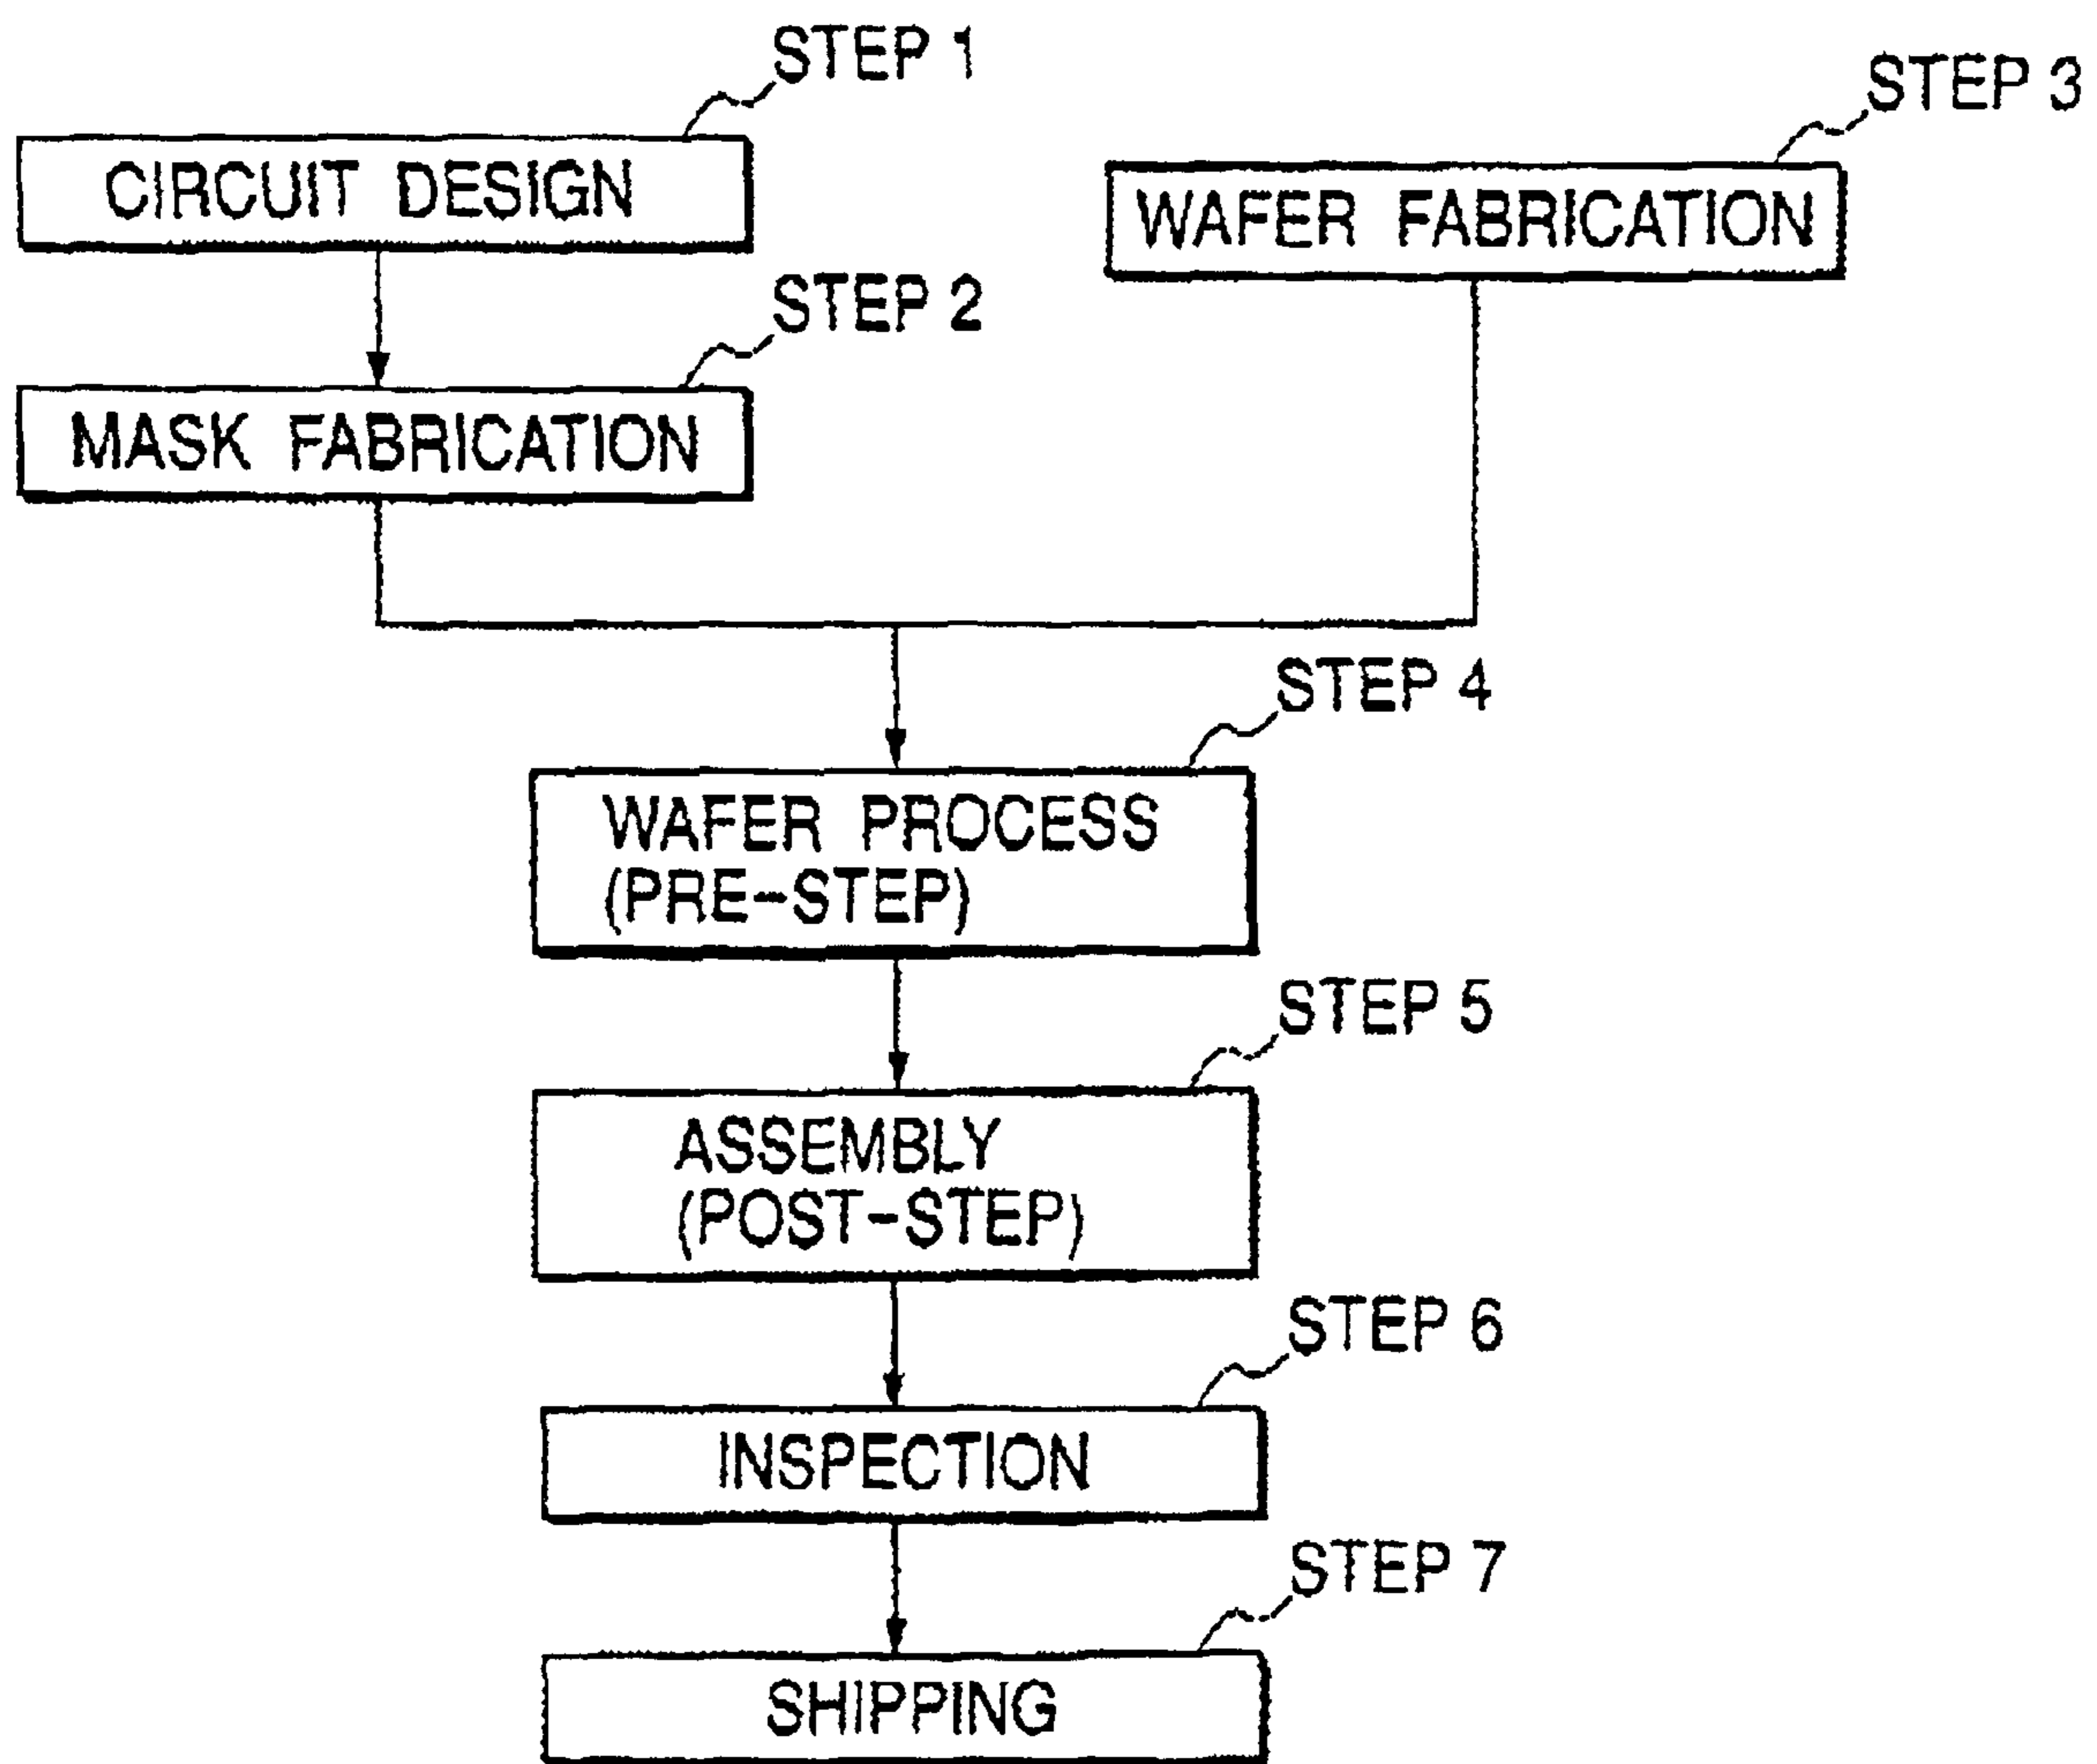 STEP 1
CIRCUIT DESIGN
STEP 3
WAFER FABRICATION
STEP 2
MASK FABRICATION
STEP 4
WAFER PROCESS
(PRE-STEP)
STEP 5
ASSEMBLY
(POST-STEP)
STEP 6
INSPECTION
STEP 7
SHIPPING